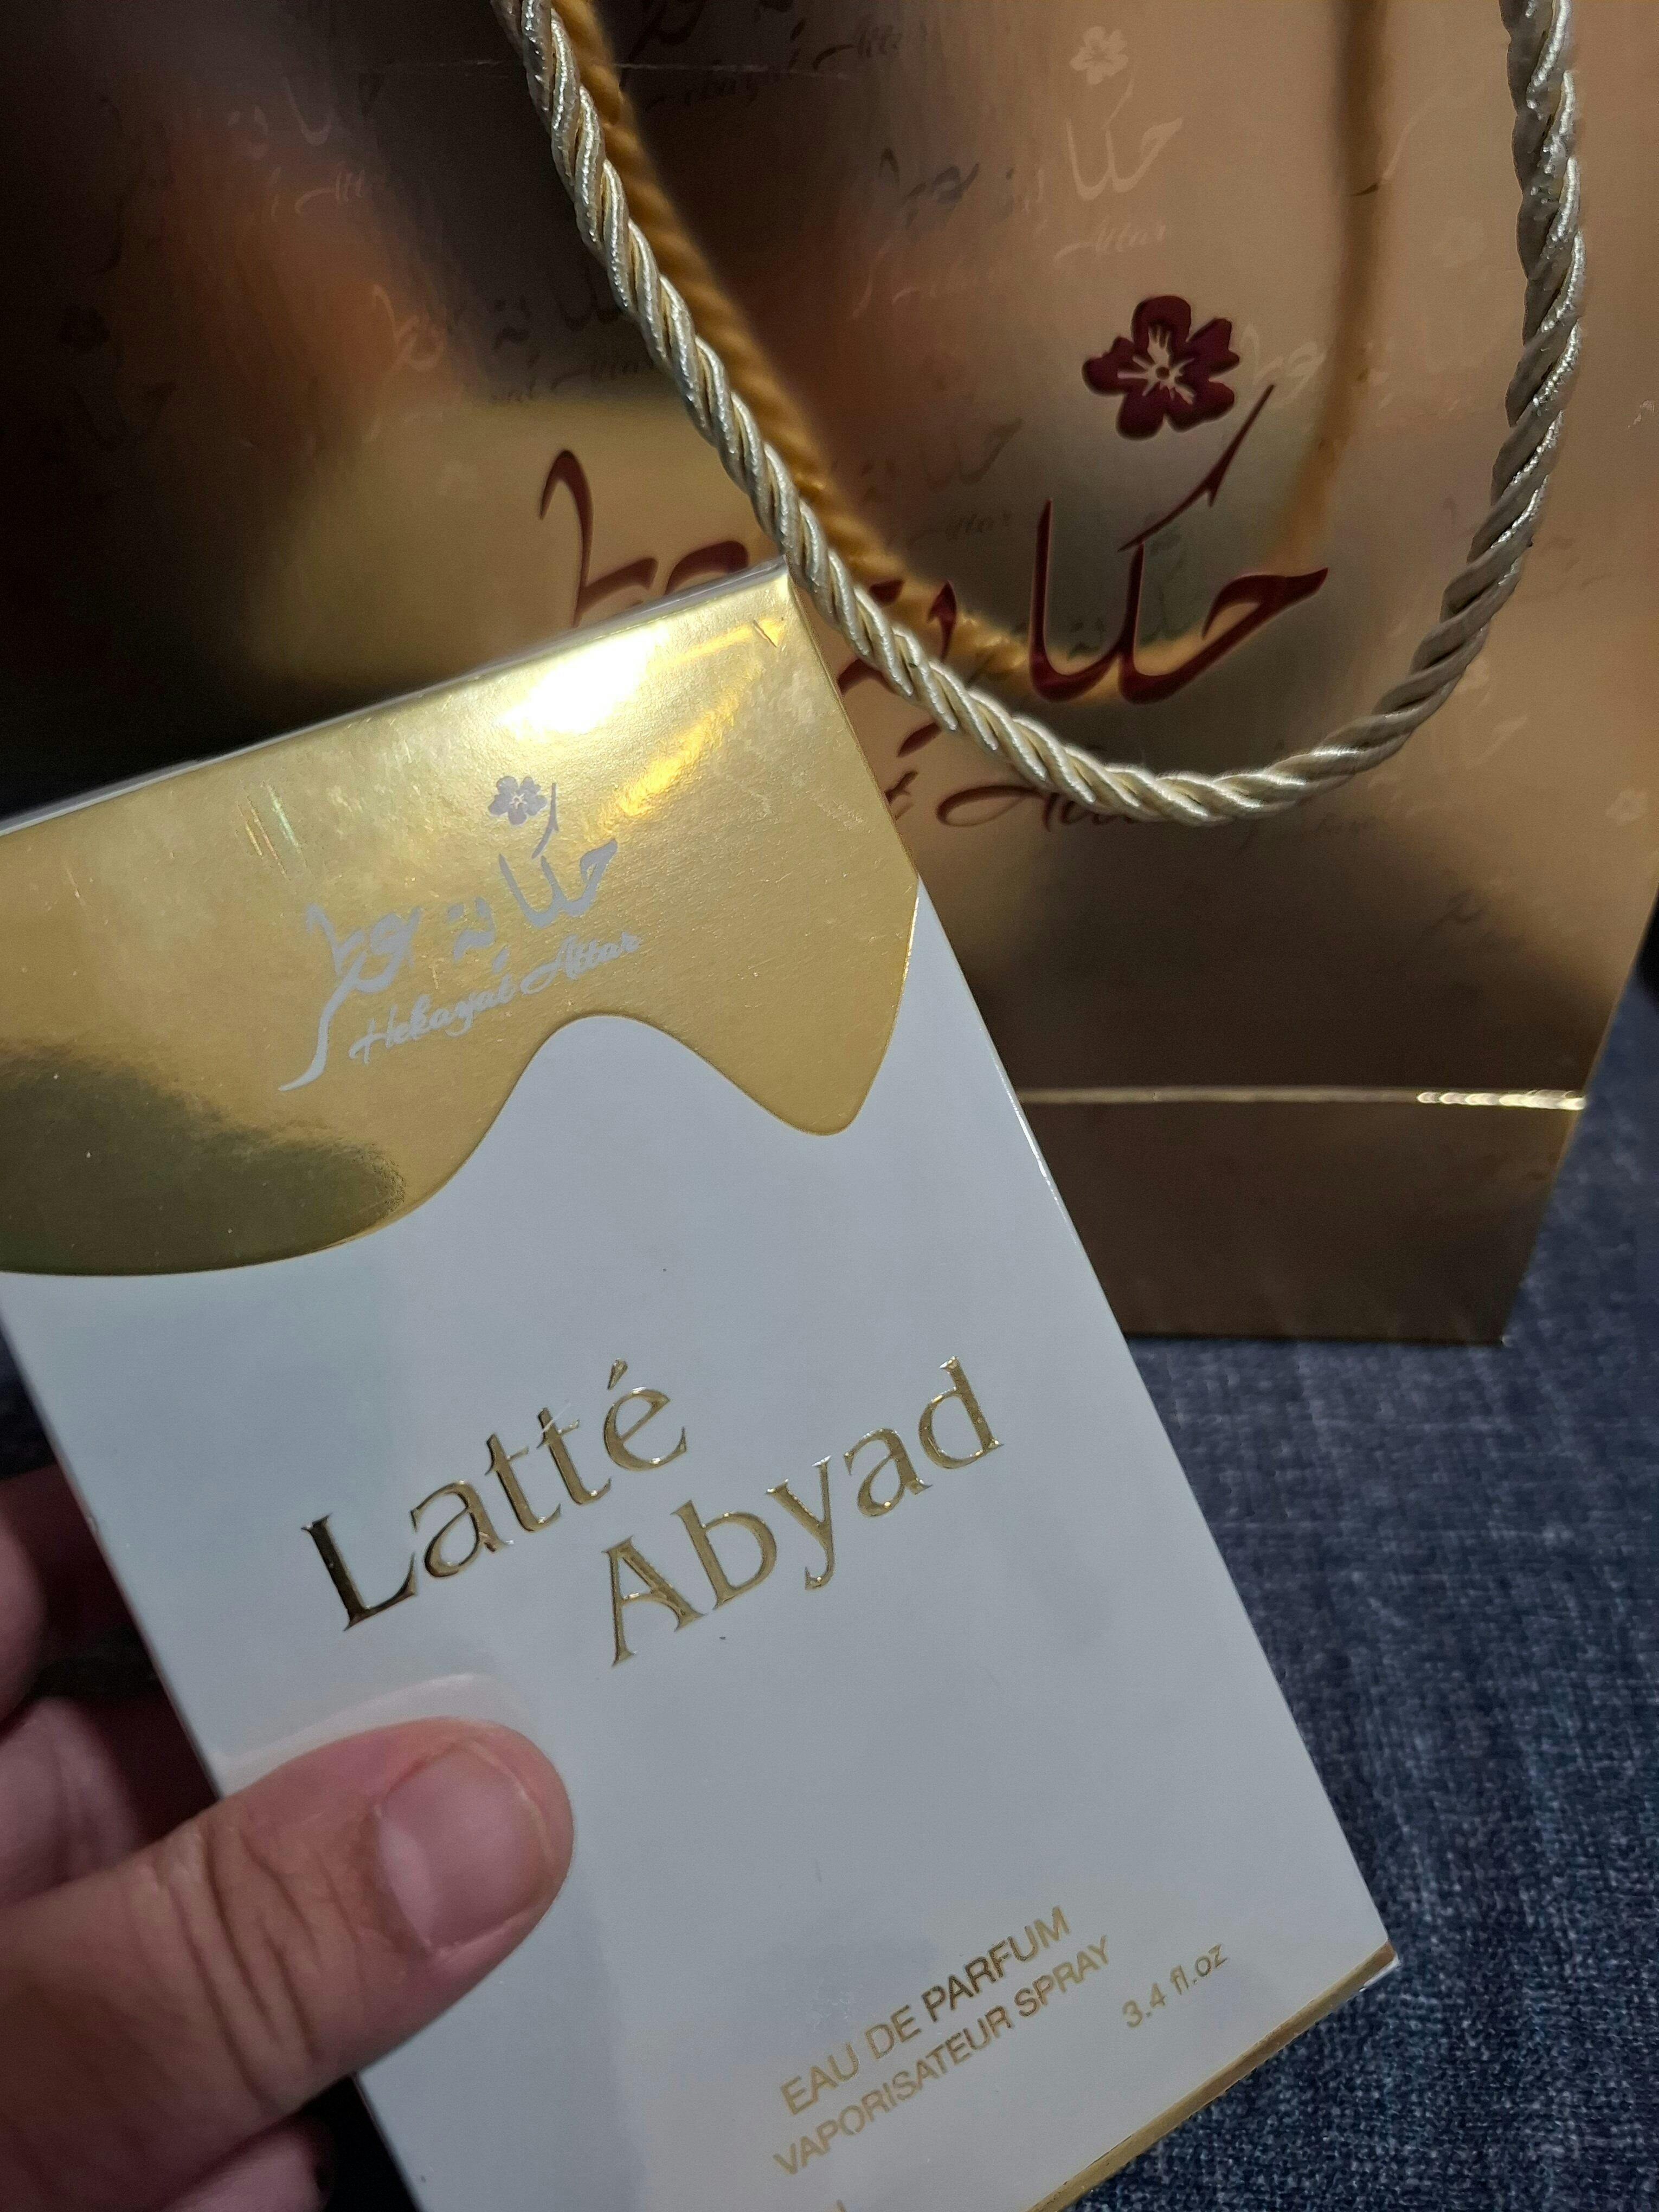 حكاية عطر
حكاية عطر
Hekayat Attar
Latté
Abyad
EAU DE PARFUM
VAPORISATEUR SPRAY
3.4 fl.oz